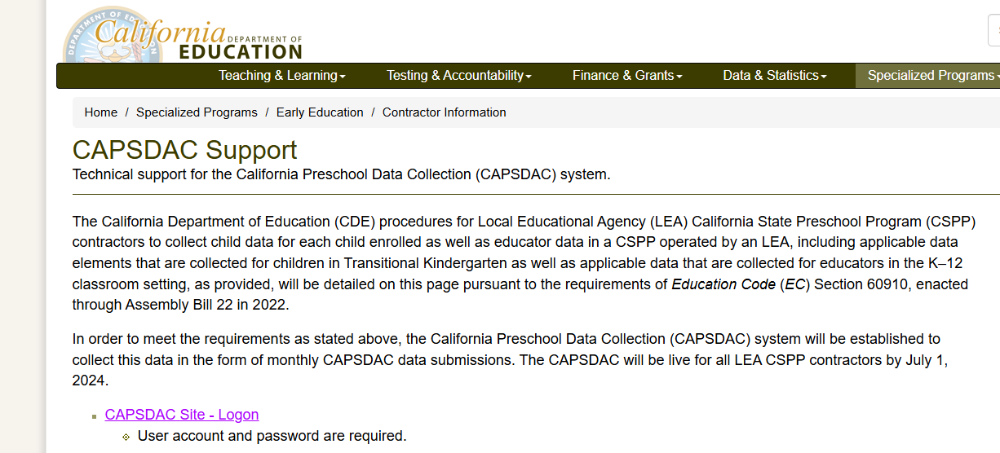 California DEPARTMENT OF
EDUCATION
Teaching & Learning
Testing & Accountability
Finance & Grants
Data & Statistics
Specialized Programs
Home / Specialized Programs / Early Education / Contractor Information
CAPSDAC Support
Technical support for the California Preschool Data Collection (CAPSDAC) system.
The California Department of Education (CDE) procedures for Local Educational Agency (LEA) California State Preschool Program (CSPP)
contractors to collect child data for each child enrolled as well as educator data in a CSPP operated by an LEA, including applicable data
elements that are collected for children in Transitional Kindergarten as well as applicable data that are collected for educators in the K–12
classroom setting, as provided, will be detailed on this page pursuant to the requirements of Education Code (EC) Section 60910, enacted
through Assembly Bill 22 in 2022.
In order to meet the requirements as stated above, the California Preschool Data Collection (CAPSDAC) system will be established to
collect this data in the form of monthly CAPSDAC data submissions. The CAPSDAC will be live for all LEA CSPP contractors by July 1,
2024.
CAPSDAC Site - Logon
User account and password are required.